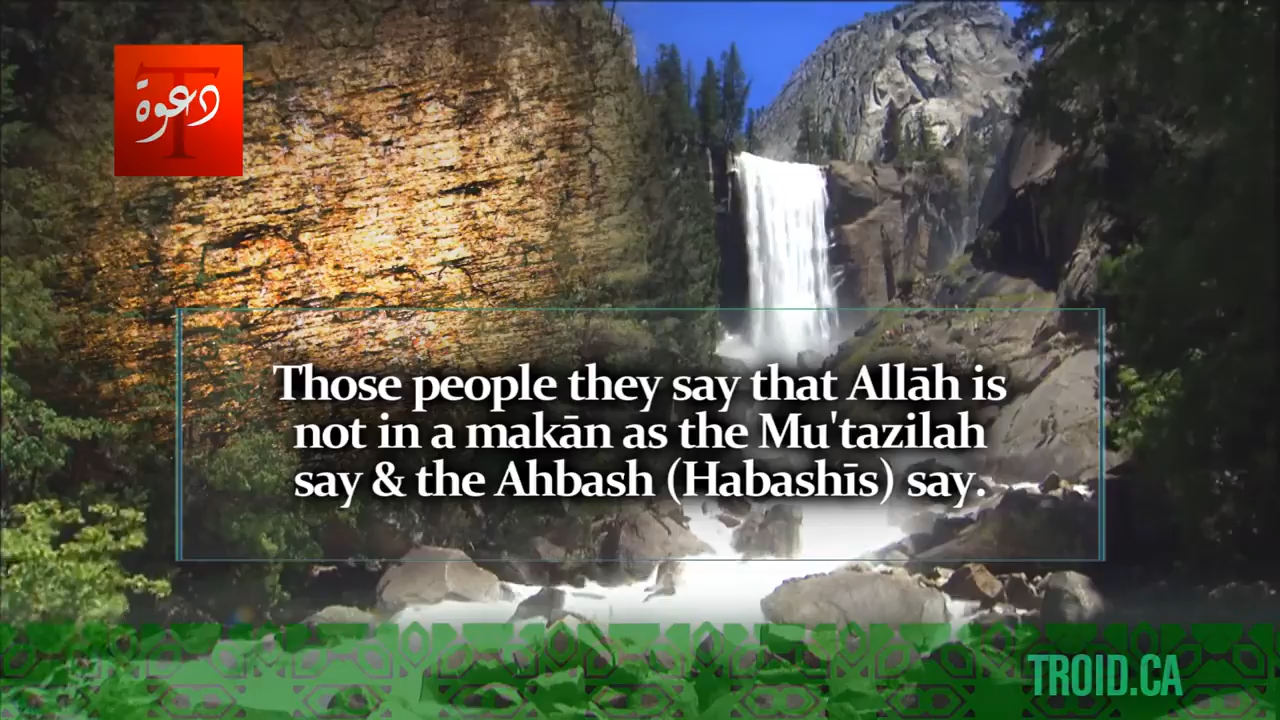 دعوة
T
Those people they say that Allāh is
not in a makān as the Mu'tazilah
say & the Ahbash (Habashīs) say.
TROID.CA